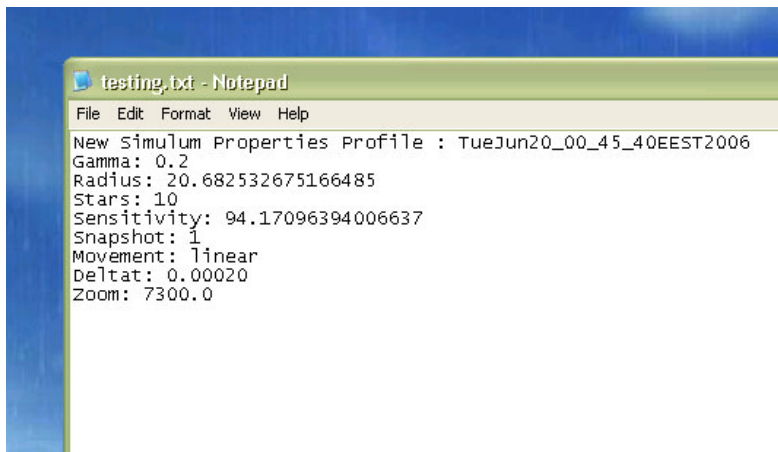 testing.txt - Notepad
File Edit Format View Help
New Simulum Properties Profile : TueJun20_00_45_40EEST2006
Gamma: 0.2
Radius: 20.682532675166485
Stars: 10
Sensitivity: 94.17096394006637
Snapshot: 1
Movement: linear
Deltat: 0.00020
Zoom: 7300.0